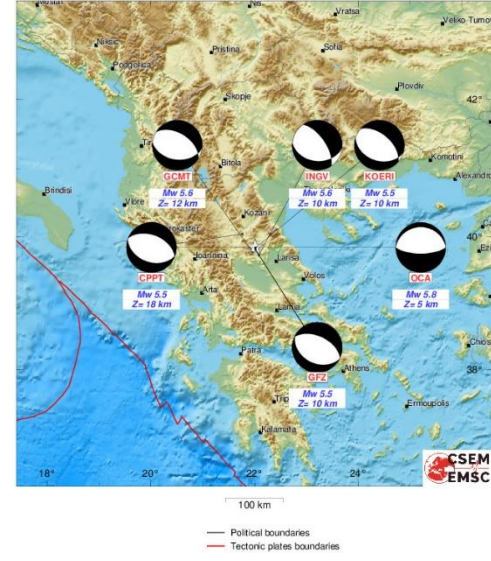 Nis
Vratsa
Veliko Turnov
Niksic
Sofia
Pristina
Podgorica
Plovdiv
Skopje
42°
Komotini
GCMT
Bitola
INGV
KOERI
Alexandro
Mw 5.6
Z= 12 km
Mw 5.6
Z= 10 km
Mw 5.5
Z= 10 km
Brindisi
Vlore
Kozani
40°
CPPT
Ioannina
Larisa
OCA
Mw 5.5
Z= 18 km
Volos
Mw 5.8
Z= 5 km
Arta
Lamia
Chios
Patra
GFZ
Athens
38°
Mw 5.5
Z= 10 km
Ermoupolis
Kalamata
18°
20°
22°
24°
CSEM
EMSC
100 km
Political boundaries
Tectonic plates boundaries